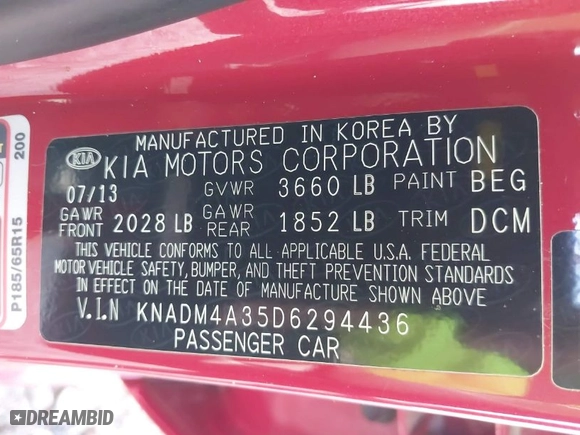 MANUFACTURED IN KOREA BY
KIA KIA MOTORS CORPORATION
07/13 GVWR 3660 LB PAINT BEG
GAWR FRONT 2028 LB GAWR REAR 1852 LB TRIM DCM
THIS VEHICLE CONFORMS TO ALL APPLICABLE U.S.A. FEDERAL
MOTOR VEHICLE SAFETY, BUMPER, AND THEFT PREVENTION STANDARDS
IN EFFECT ON THE DATE OF MANUFACTURE SHOWN ABOVE
V.I.N KNADM4A35D6294436
PASSENGER CAR
P185/65R15
200
DREAMBID